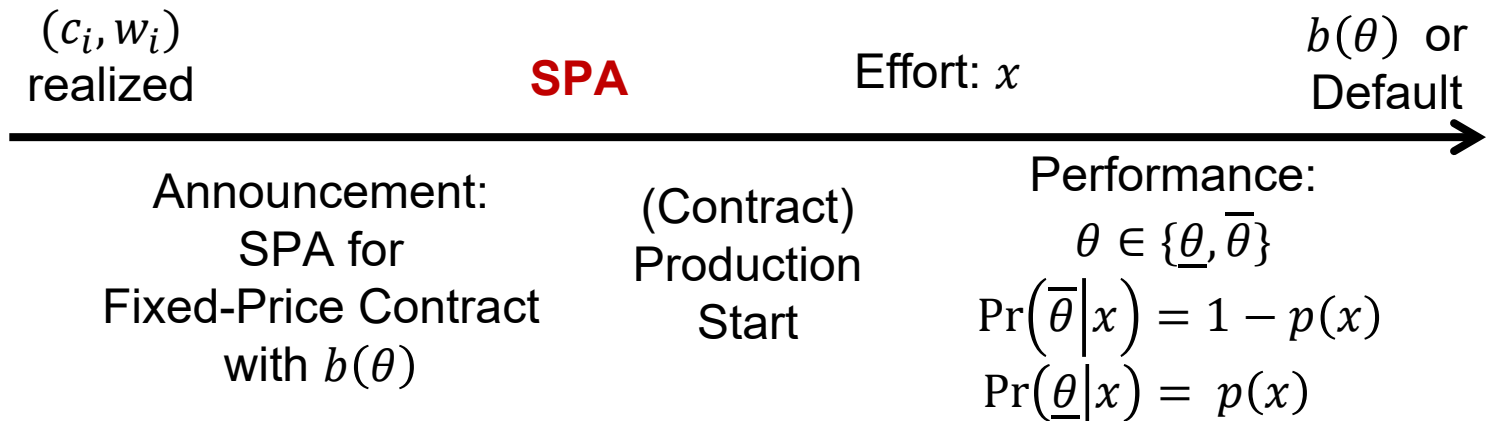 (c_i, w_i)
realized
SPA
Effort: x
b(θ) or
Default
Announcement:
SPA for
Fixed-Price Contract
with b(θ)
(Contract)
Production
Start
Performance:
θ ∈ {θ̲, θ̅}
Pr(θ̅|x) = 1 − p(x)
Pr(θ̲|x) = p(x)